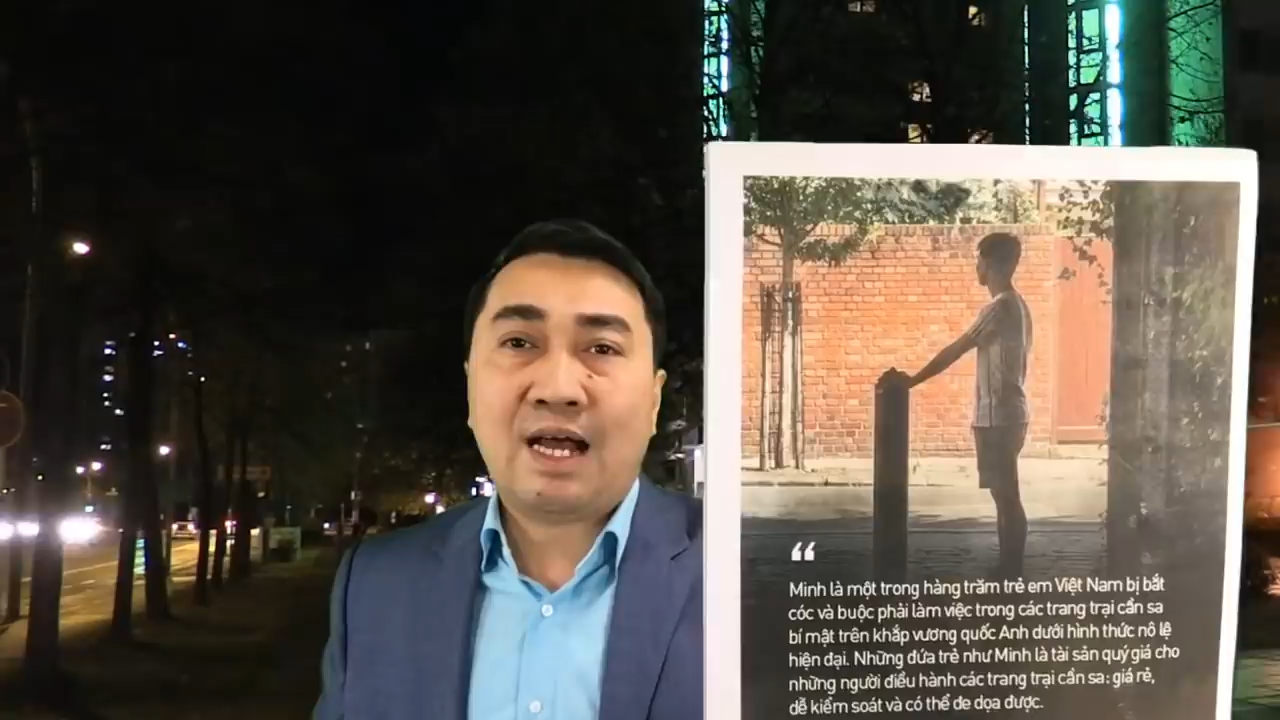 “
Minh là một trong hàng trăm trẻ em Việt Nam bị bắt
cóc và buộc phải làm việc trong các trang trại cần sa
bí mật trên khắp vương quốc Anh dưới hình thức nô lệ
hiện đại. Những đứa trẻ như Minh là tài sản quý giá cho
những người điều hành các trang trại cần sa: giá rẻ,
dễ kiểm soát và có thể đe dọa được.